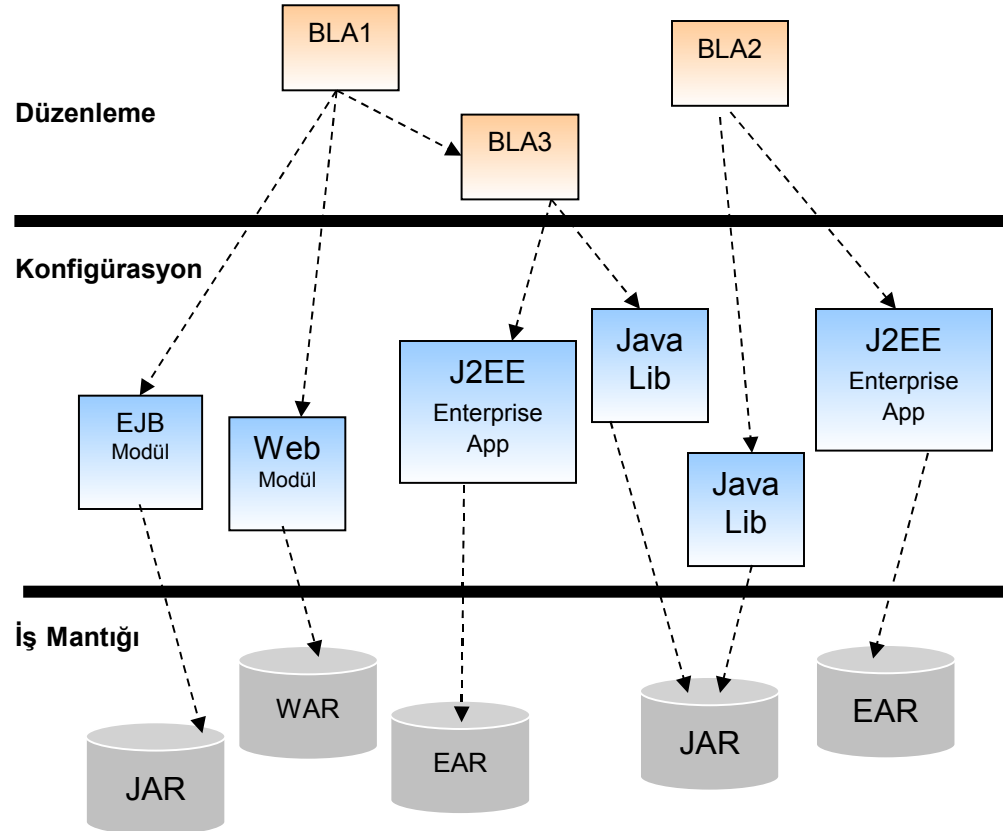 BLA1
BLA2
Düzenleme
BLA3
Konfigürasyon
Java
Lib
J2EE
Enterprise
App
J2EE
Enterprise
App
EJB
Modül
Web
Modül
Java
Lib
İş Mantığı
WAR
EAR
JAR
EAR
JAR